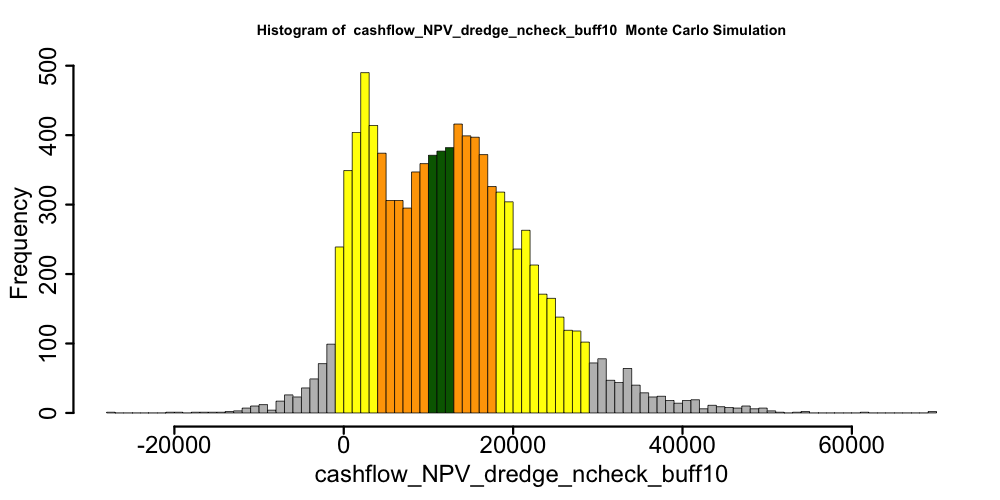 Histogram of  cashflow_NPV_dredge_ncheck_buff10  Monte Carlo Simulation
500
400
300
200
100
0
Frequency
-20000 0 20000 40000 60000
cashflow_NPV_dredge_ncheck_buff10